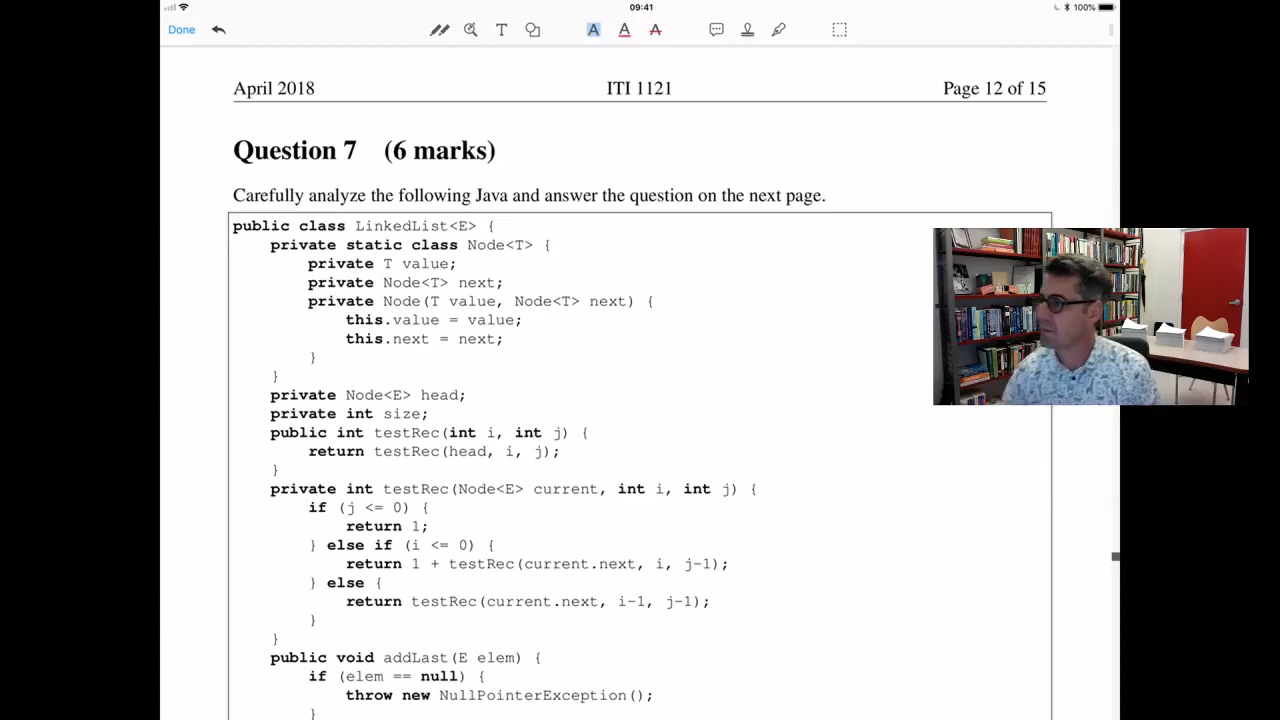 09:41
100%
Done
T
A
A
A
April 2018 ITI 1121 Page 12 of 15
Question 7 (6 marks)
Carefully analyze the following Java and answer the question on the next page.
public class LinkedList<E> {
private static class Node<T> {
private T value;
private Node<T> next;
private Node(T value, Node<T> next) {
this.value = value;
this.next = next;
}
}
private Node<E> head;
private int size;
public int testRec(int i, int j) {
return testRec(head, i, j);
}
private int testRec(Node<E> current, int i, int j) {
if (j <= 0) {
return 1;
} else if (i <= 0) {
return 1 + testRec(current.next, i, j-1);
} else {
return testRec(current.next, i-1, j-1);
}
}
public void addLast(E elem) {
if (elem == null) {
throw new NullPointerException();
}